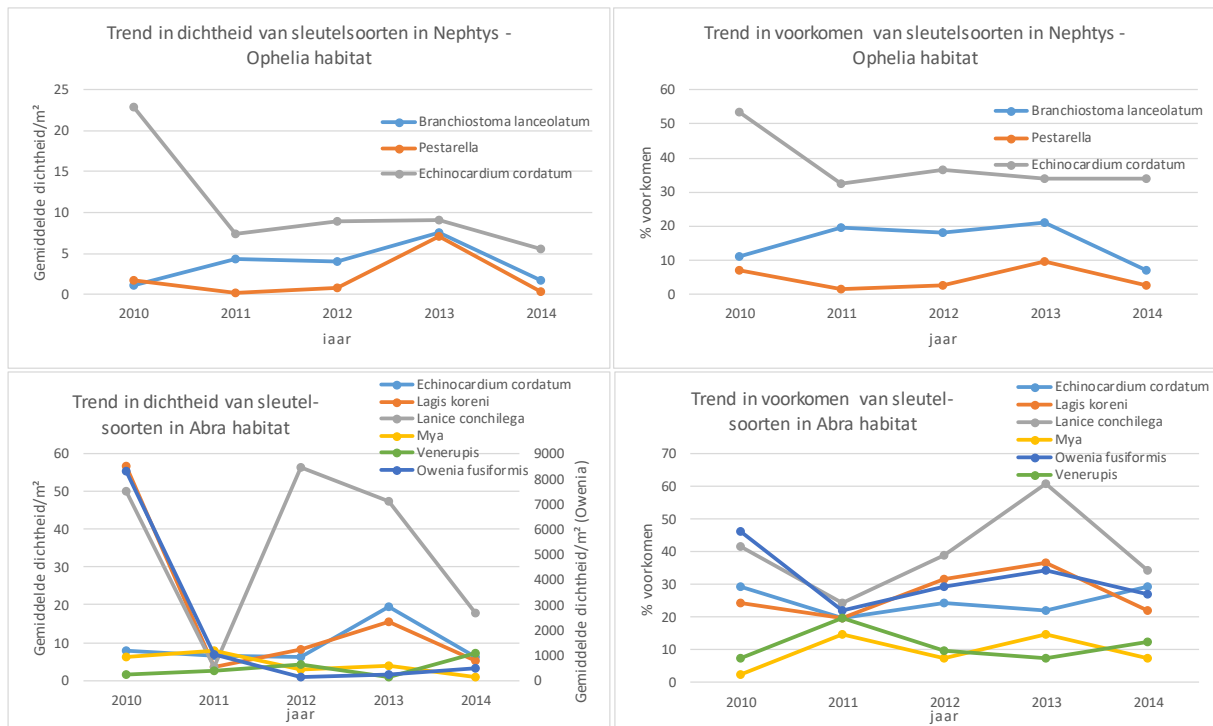 Trend in dichtheid van sleutelsoorten in Nephtys -
Ophelia habitat
Gemiddelde dichtheid/m²
25
20
15
10
5
0
Branchiostoma lanceolatum
Pestarella
Echinocardium cordatum
2010 2011 2012 2013 2014
iaar
Trend in voorkomen van sleutelsoorten in Nephtys -
Ophelia habitat
% voorkomen
60
50
40
30
20
10
0
Branchiostoma lanceolatum
Pestarella
Echinocardium cordatum
2010 2011 2012 2013 2014
jaar
Trend in dichtheid van sleutel-
soorten in Abra habitat
Echinocardium cordatum
Lagis koreni
Lanice conchilega
Mya
Venerupis
Owenia fusiformis
Gemiddelde dichtheid/m²
60
50
40
30
20
10
0
9000
8000
7000
6000
5000
4000
3000
2000
1000
0
Gemiddelde dichtheid/m² (Owenia)
2010 2011 2012 2013 2014
jaar
Trend in voorkomen van sleutel-
soorten in Abra habitat
Echinocardium cordatum
Lagis koreni
Lanice conchilega
Mya
Owenia fusiformis
Venerupis
% voorkomen
70
60
50
40
30
20
10
0
2010 2011 2012 2013 2014
jaar